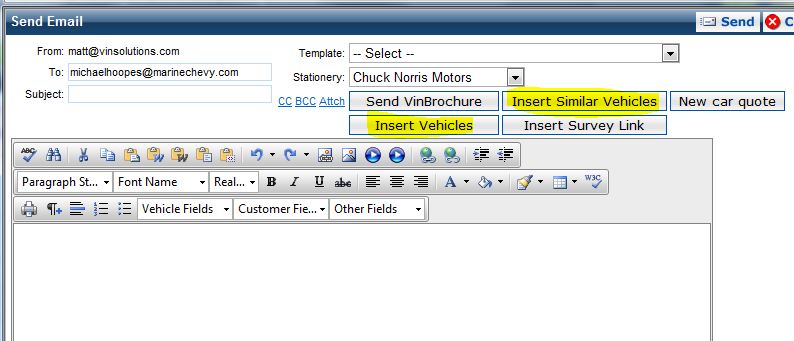 Send Email
Send
C
From: matt@vinsolutions.com
Template: -- Select --
To: michaelhoopes@marinechevy.com
Stationery: Chuck Norris Motors
Subject:
CC BCC Attch
Send VinBrochure
Insert Similar Vehicles
New car quote
Insert Vehicles
Insert Survey Link
ABC
Paragraph St...
Font Name
Real...
B I U abc
A
W3C
Vehicle Fields
Customer Fie...
Other Fields